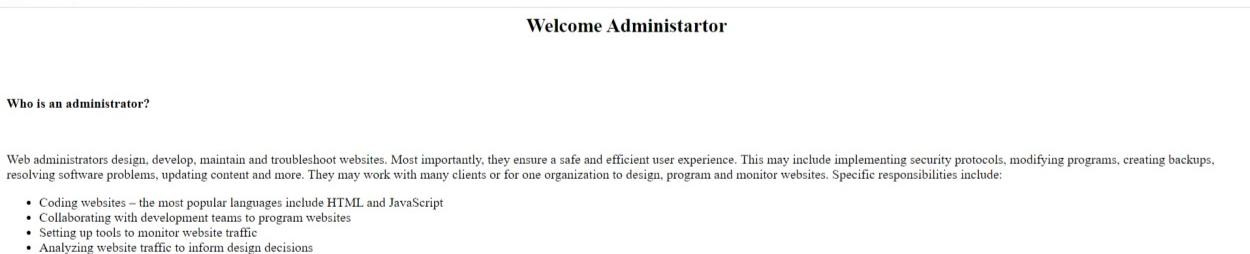 Welcome Administartor
Who is an administrator?
Web administrators design, develop, maintain and troubleshoot websites. Most importantly, they ensure a safe and efficient user experience. This may include implementing security protocols, modifying programs, creating backups,
resolving software problems, updating content and more. They may work with many clients or for one organization to design, program and monitor websites. Specific responsibilities include:
• Coding websites – the most popular languages include HTML and JavaScript
• Collaborating with development teams to program websites
• Setting up tools to monitor website traffic
• Analyzing website traffic to inform design decisions